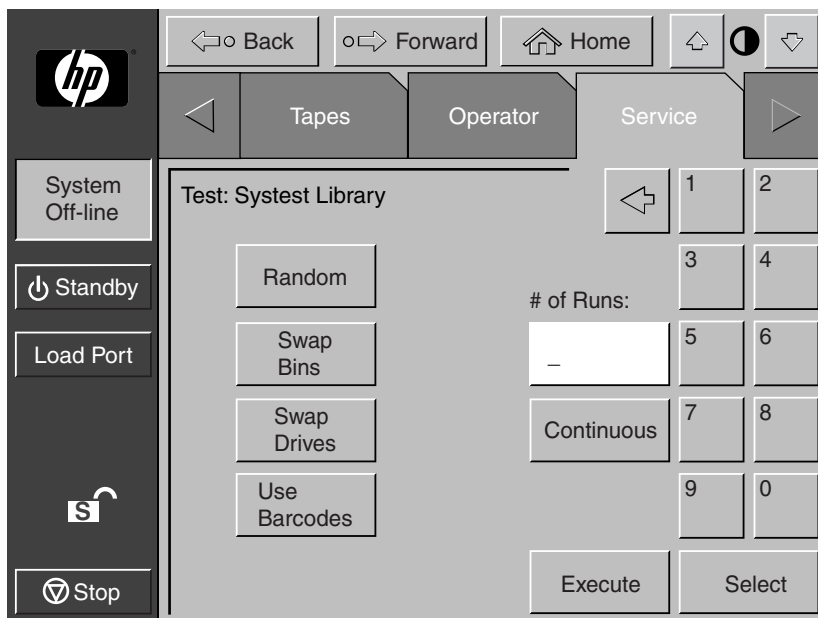 hp
Back
Forward
Home
Tapes
Operator
Service
System
Off-line
Standby
Load Port
S
Stop
Test: Systest Library
Random
Swap
Bins
Swap
Drives
Use
Barcodes
# of Runs:
_
Continuous
1
2
3
4
5
6
7
8
9
0
Execute
Select